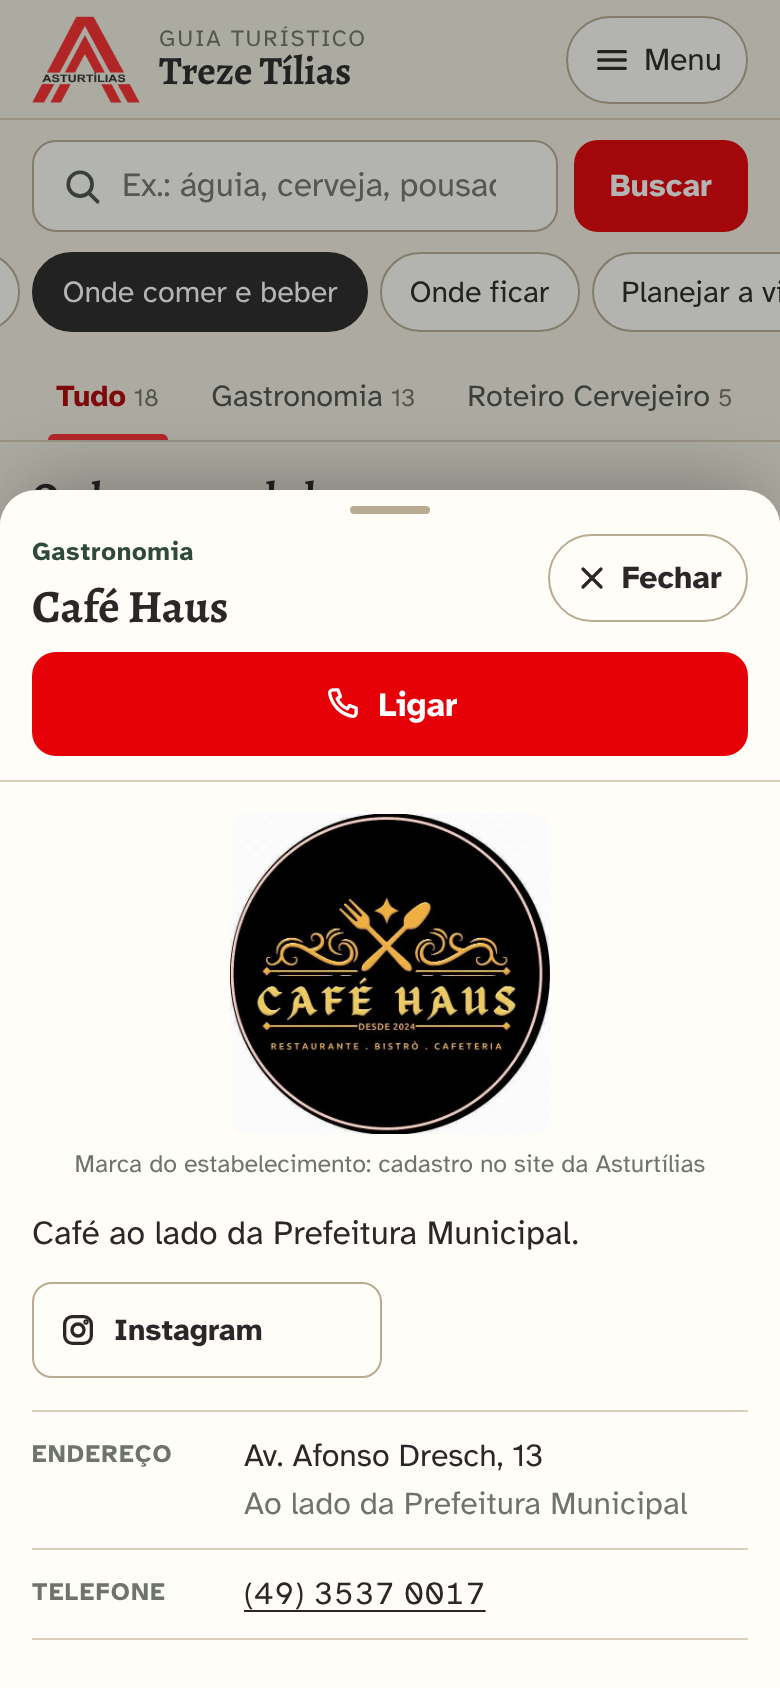 ASTURTÍLIAS
GUIA TURÍSTICO
Treze Tílias
Menu
Ex.: águia, cerveja, pousad
Buscar
Onde comer e beber
Onde ficar
Planejar a vi
Tudo 18
Gastronomia 13
Roteiro Cervejeiro 5
Gastronomia
Café Haus
Fechar
Ligar
CAFÉ HAUS
DESDE 2024
RESTAURANTE . BISTRÔ . CAFETERIA
Marca do estabelecimento: cadastro no site da Asturtílias
Café ao lado da Prefeitura Municipal.
Instagram
ENDEREÇO
Av. Afonso Dresch, 13
Ao lado da Prefeitura Municipal
TELEFONE
(49) 3537 0017